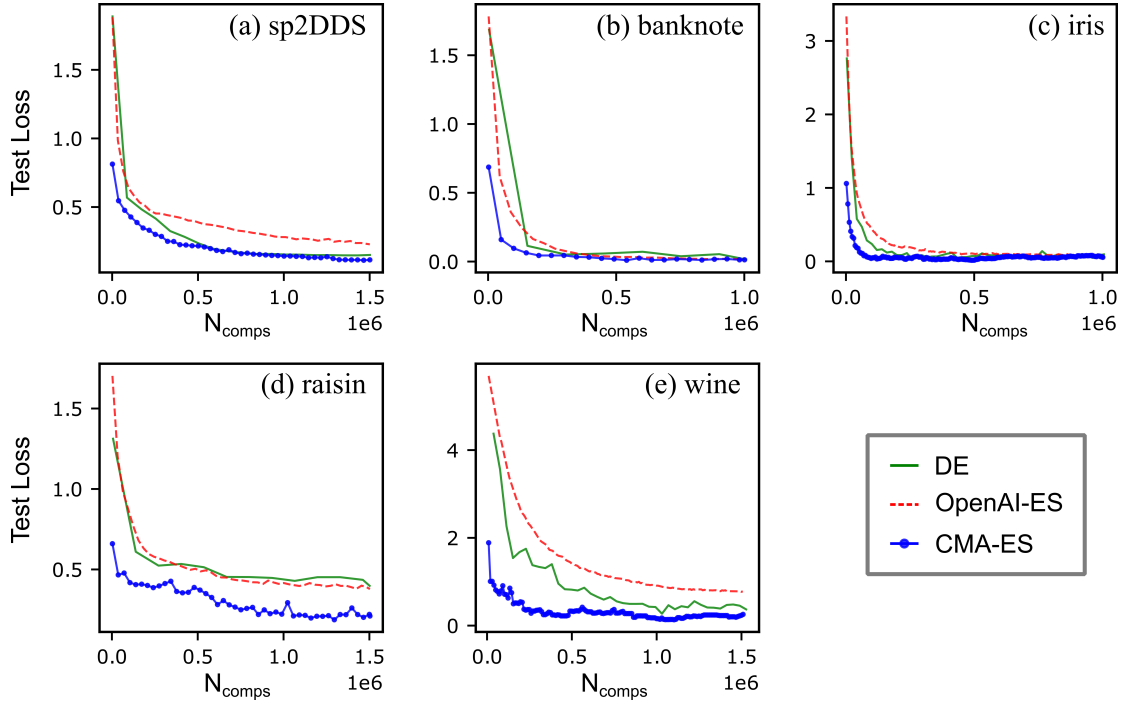 (a) sp2DDS
Test Loss
1.5
1.0
0.5
0.0
0.5
1.0
1.5
1e6
N_comps
(b) banknote
1.5
1.0
0.5
0.0
0.0
0.5
1.0
1e6
N_comps
(c) iris
3
2
1
0
0.0
0.5
1.0
1e6
N_comps
(d) raisin
Test Loss
1.5
1.0
0.5
0.0
0.5
1.0
1.5
1e6
N_comps
(e) wine
4
2
0
0.0
0.5
1.0
1.5
1e6
N_comps
DE
OpenAI-ES
CMA-ES